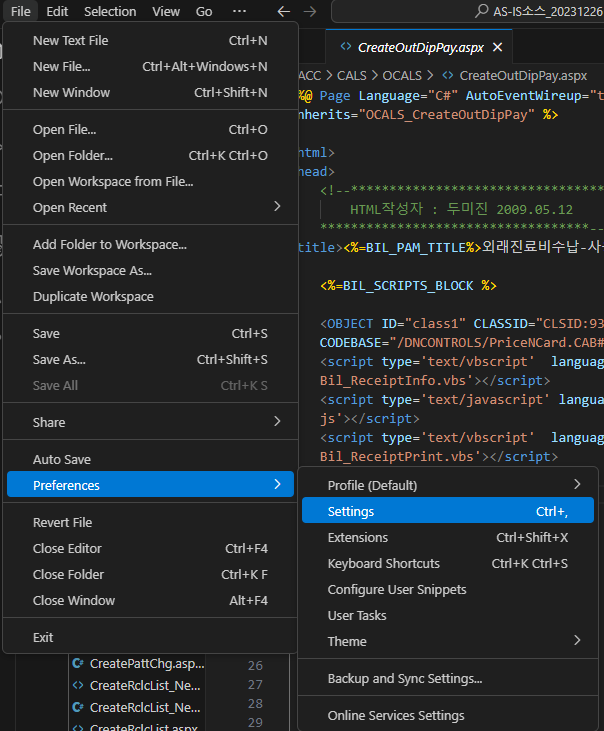 File Edit Selection View Go ··· ← → AS-IS소스_20231226
New Text File Ctrl+N
New File... Ctrl+Alt+Windows+N
New Window Ctrl+Shift+N
Open File... Ctrl+O
Open Folder... Ctrl+K Ctrl+O
Open Workspace from File...
Open Recent >
Add Folder to Workspace...
Save Workspace As...
Duplicate Workspace
Save Ctrl+S
Save As... Ctrl+Shift+S
Save All Ctrl+K S
Share >
Auto Save
Preferences >
Revert File
Close Editor Ctrl+F4
Close Folder Ctrl+K F
Close Window Alt+F4
Exit
<> CreateOutDipPay.aspx ×
ACC > CALS > OCALS > <> CreateOutDipPay.aspx
%@ Page Language="C#" AutoEventWireup="t
nherits="OCALS_CreateOutDipPay" %>
html>
head>
<!--*********************************
HTML작성자 : 두미진 2009.05.12
***********************************--
title><%=BIL_PAM_TITLE%>외래진료비수납-사
<%=BIL_SCRIPTS_BLOCK %>
<OBJECT ID="class1" CLASSID="CLSID:93
CODEBASE="/DNCONTROLS/PriceNCard.CAB#
<script type='text/vbscript' languag
Bil_ReceiptInfo.vbs'></script>
<script type='text/javascript' langua
js'></script>
<script type='text/vbscript' languag
Bil_ReceiptPrint.vbs'></script>
Profile (Default) >
Settings Ctrl+,
Extensions Ctrl+Shift+X
Keyboard Shortcuts Ctrl+K Ctrl+S
Configure User Snippets
User Tasks
Theme >
Backup and Sync Settings...
Online Services Settings
CreatePattChg.asp...
<> CreateRclcList_Ne...
CreateRclcList_Ne...
<> CreateRclcList.aspx
26
27
28
29